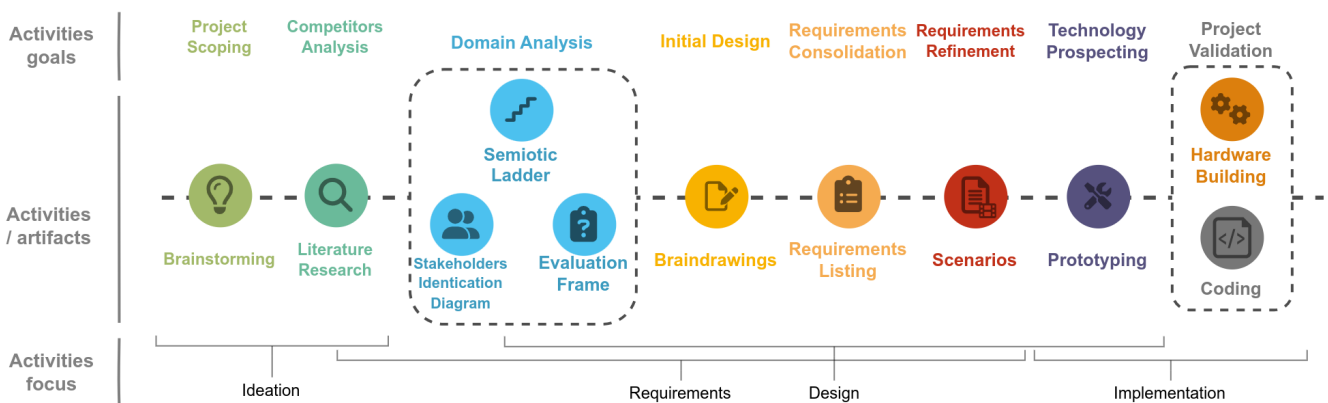 Activities
goals
Project
Scoping
Competitors
Analysis
Domain Analysis
Initial Design
Requirements
Consolidation
Requirements
Refinement
Technology
Prospecting
Project
Validation
Activities
/ artifacts
Brainstorming
Literature
Research
Semiotic
Ladder
Stakeholders
Identication
Diagram
?
Evaluation
Frame
Braindrawings
Requirements
Listing
Scenarios
Prototyping
Hardware
Building
</>
Coding
Activities
focus
Ideation
Requirements
Design
Implementation